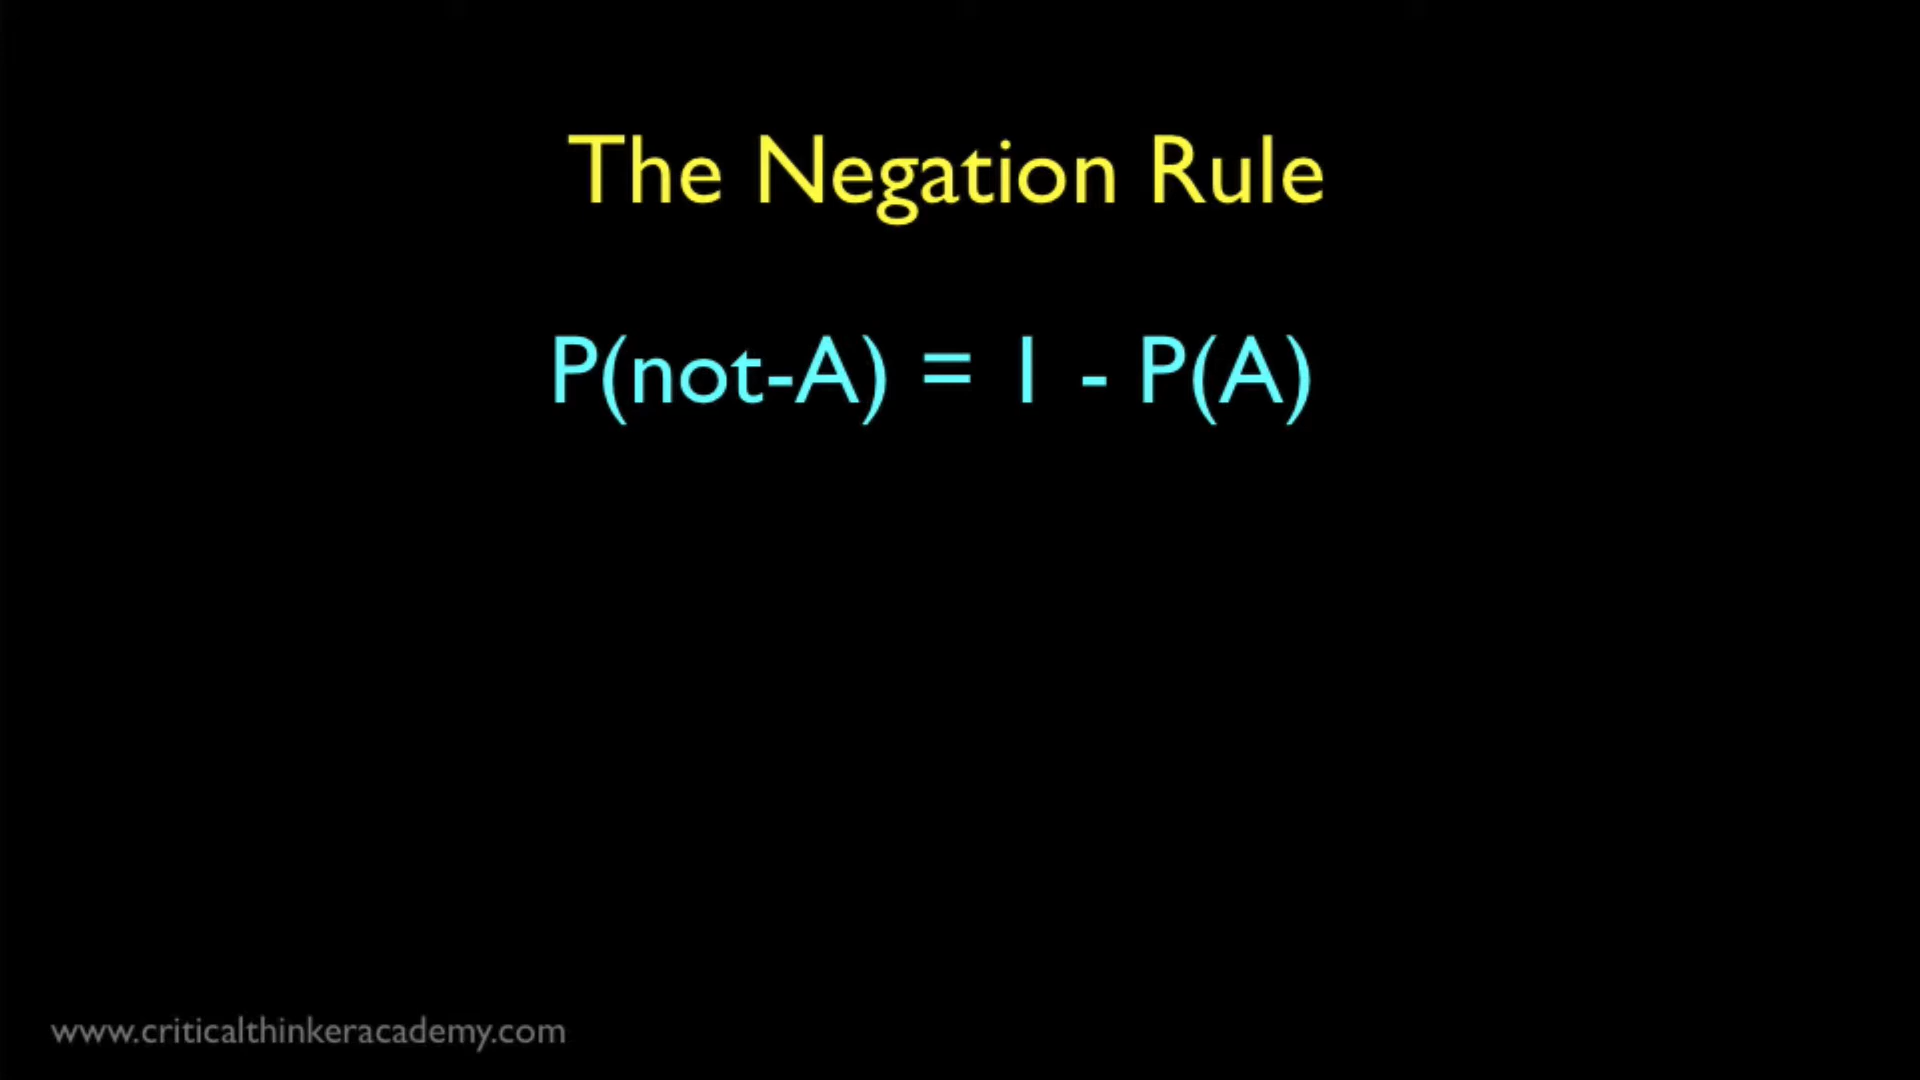 The Negation Rule
P(not-A) = 1 - P(A)
www.criticalthinkeracademy.com